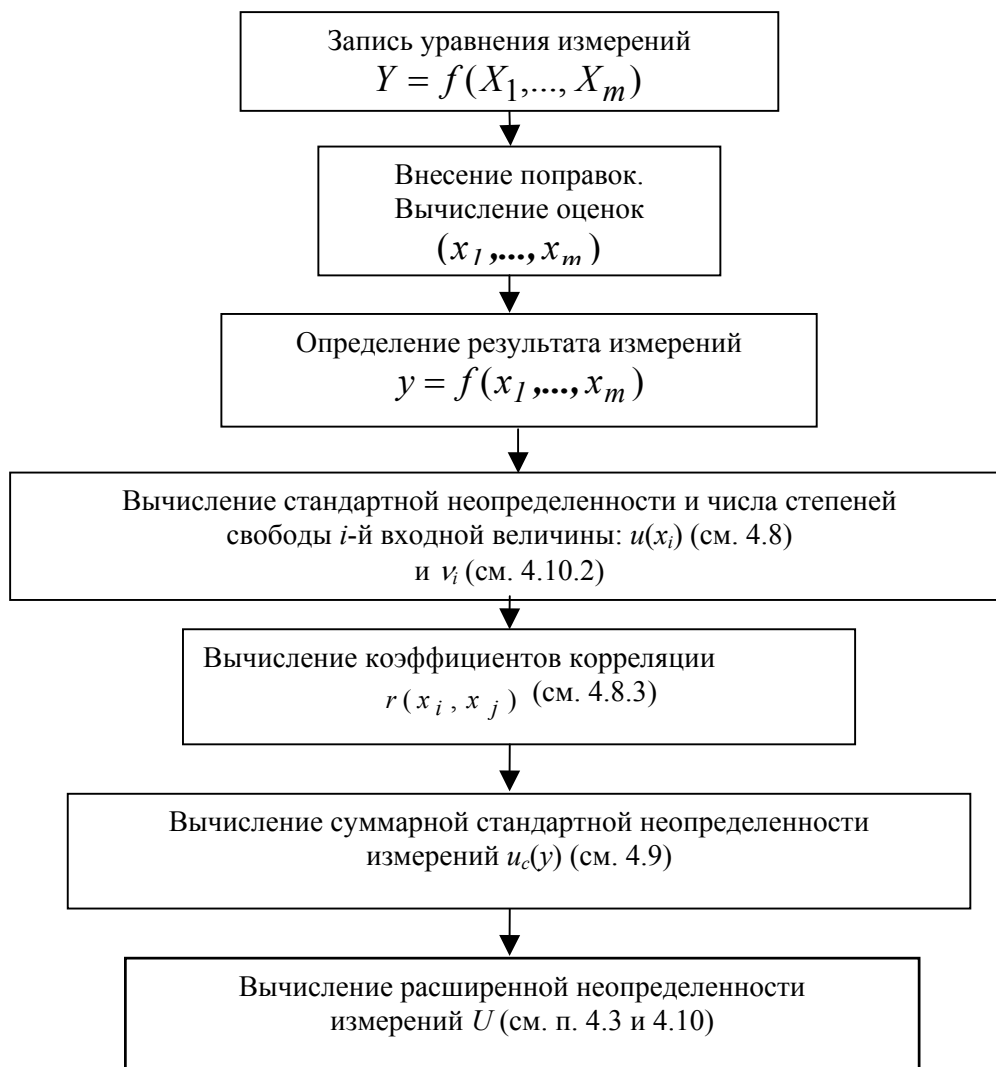 Запись уравнения измерений
Y = f(X₁,..., Xₘ)
Внесение поправок.
Вычисление оценок
(x₁,..., xₘ)
Определение результата измерений
y = f(x₁,..., xₘ)
Вычисление стандартной неопределенности и числа степеней
свободы i-й входной величины: u(xᵢ) (см. 4.8)
и νᵢ (см. 4.10.2)
Вычисление коэффициентов корреляции
r(xᵢ, xⱼ) (см. 4.8.3)
Вычисление суммарной стандартной неопределенности
измерений u_c(y) (см. 4.9)
Вычисление расширенной неопределенности
измерений U (см. п. 4.3 и 4.10)